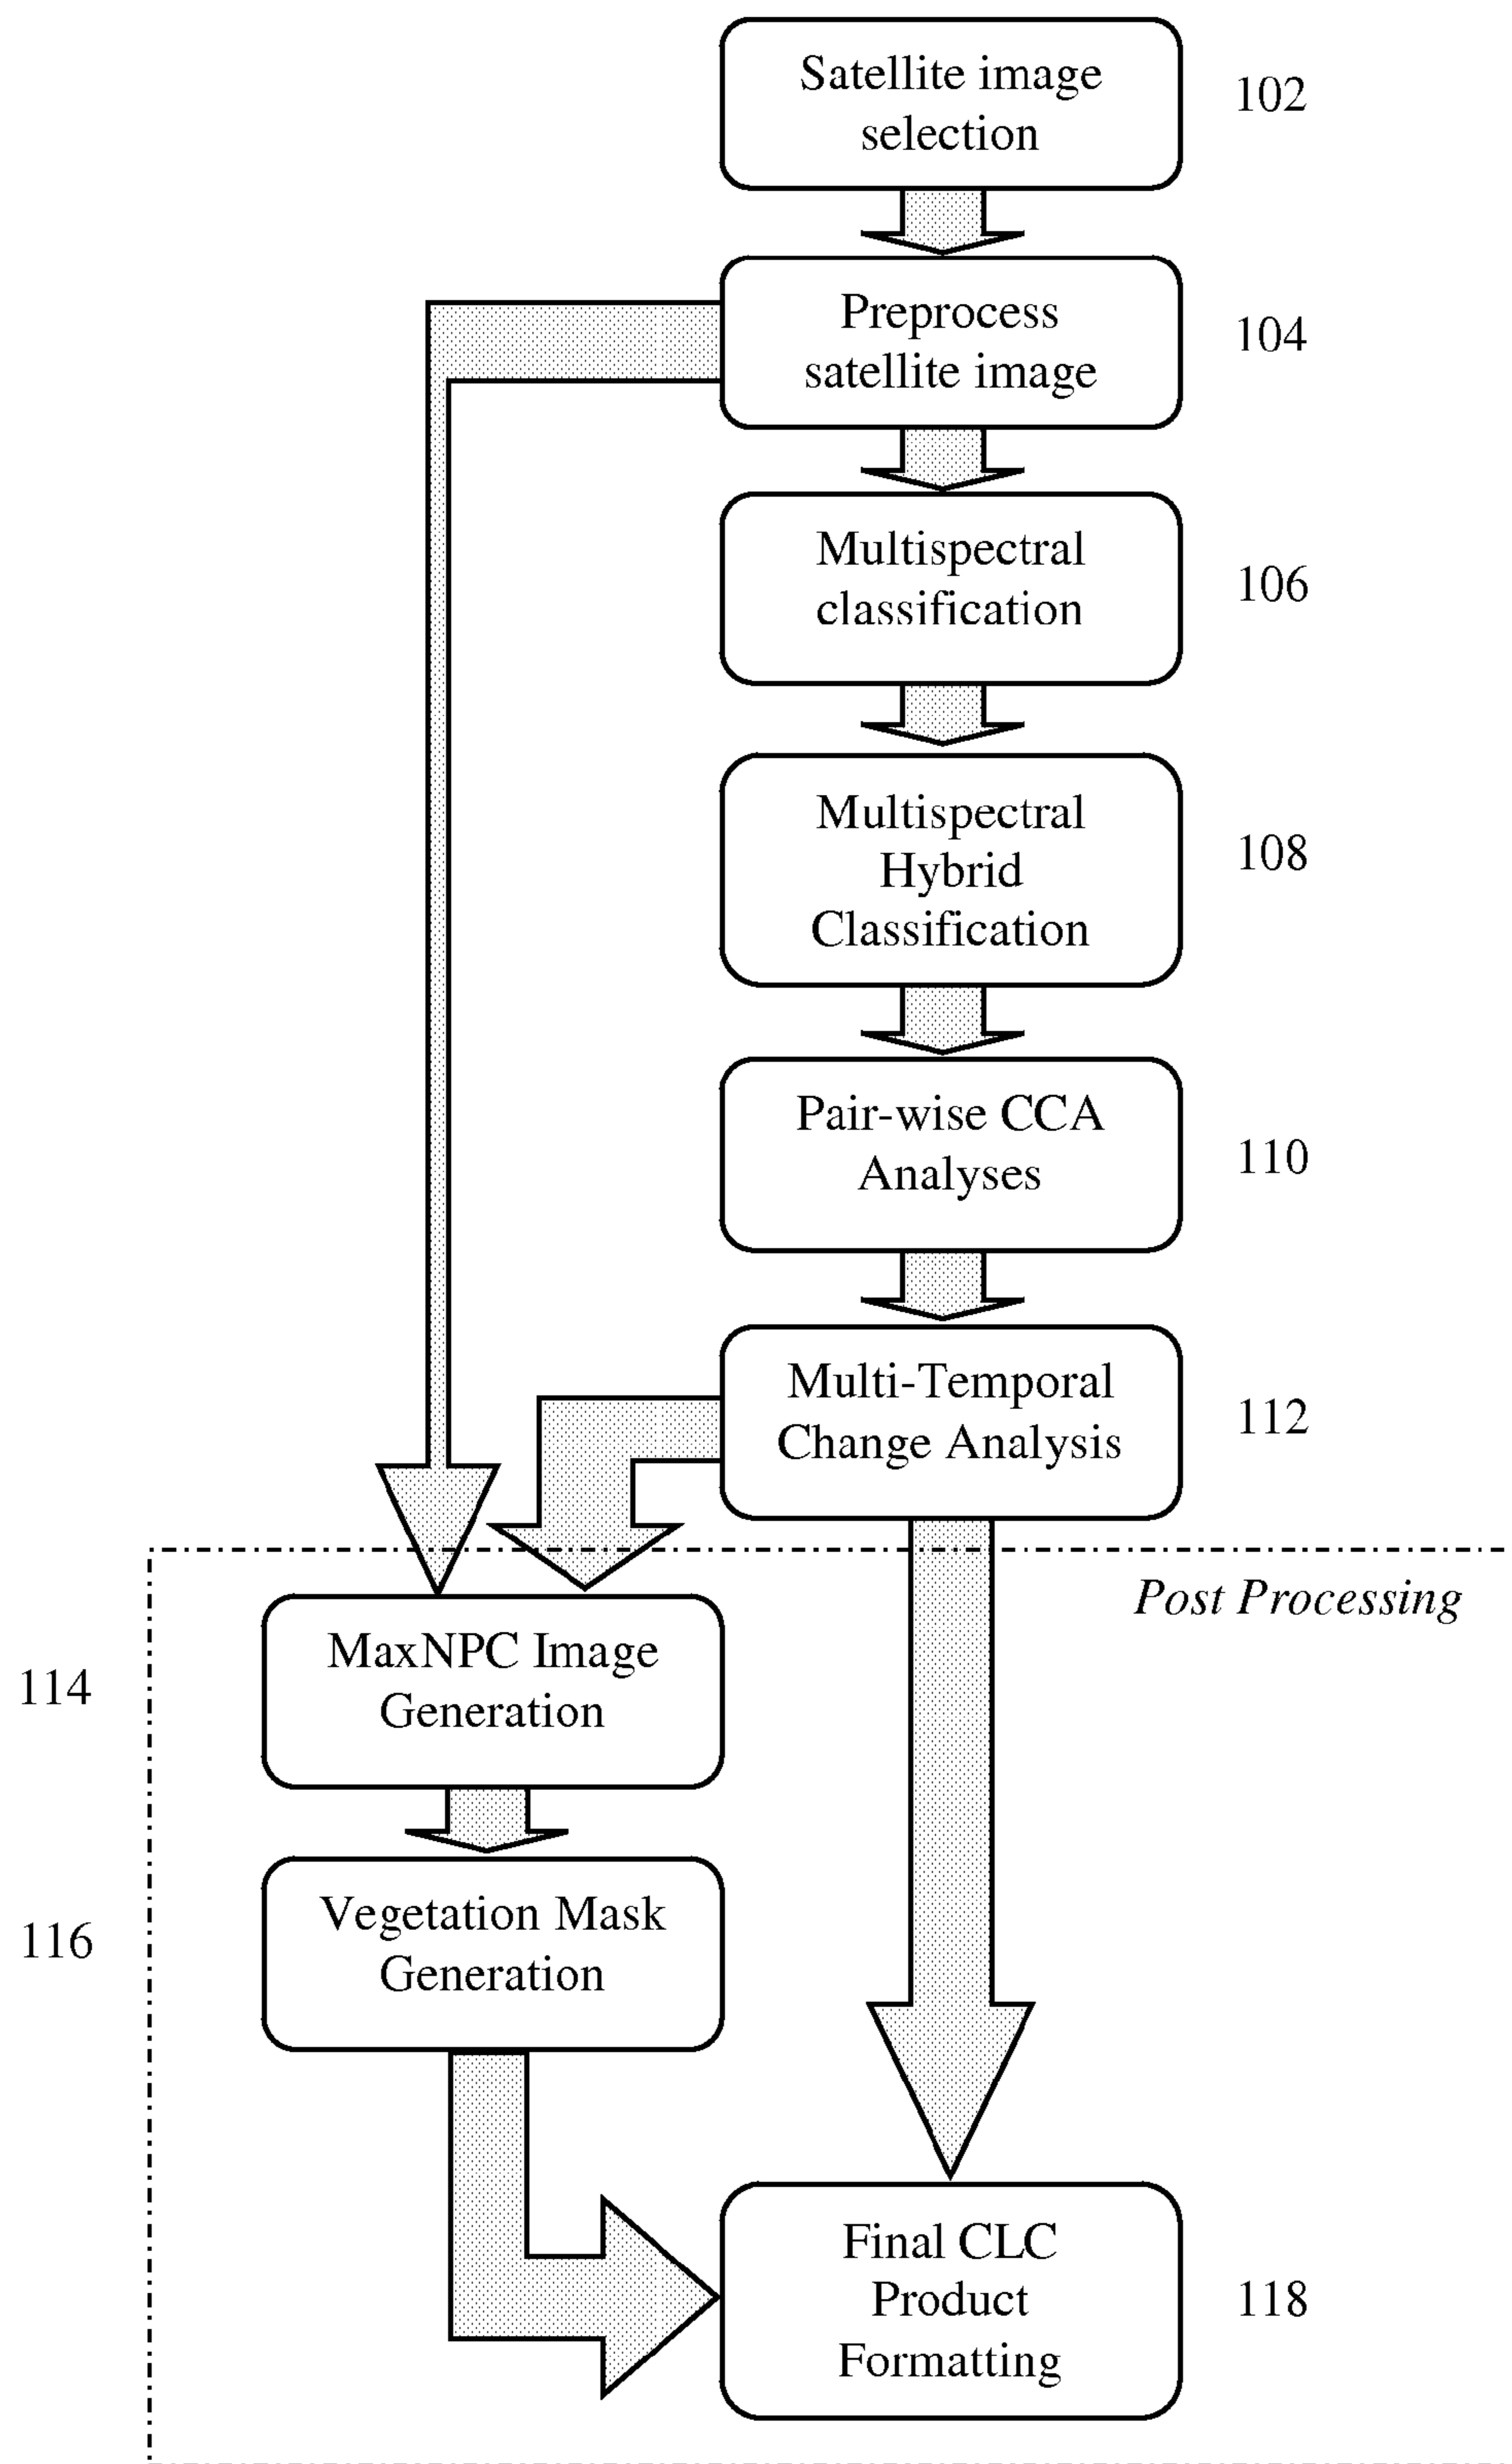 Satellite image
selection
102
Preprocess
satellite image
104
Multispectral
classification
106
Multispectral
Hybrid
Classification
108
Pair-wise CCA
Analyses
110
Multi-Temporal
Change Analysis
112
Post Processing
MaxNPC Image
Generation
114
Vegetation Mask
Generation
116
Final CLC
Product
Formatting
118